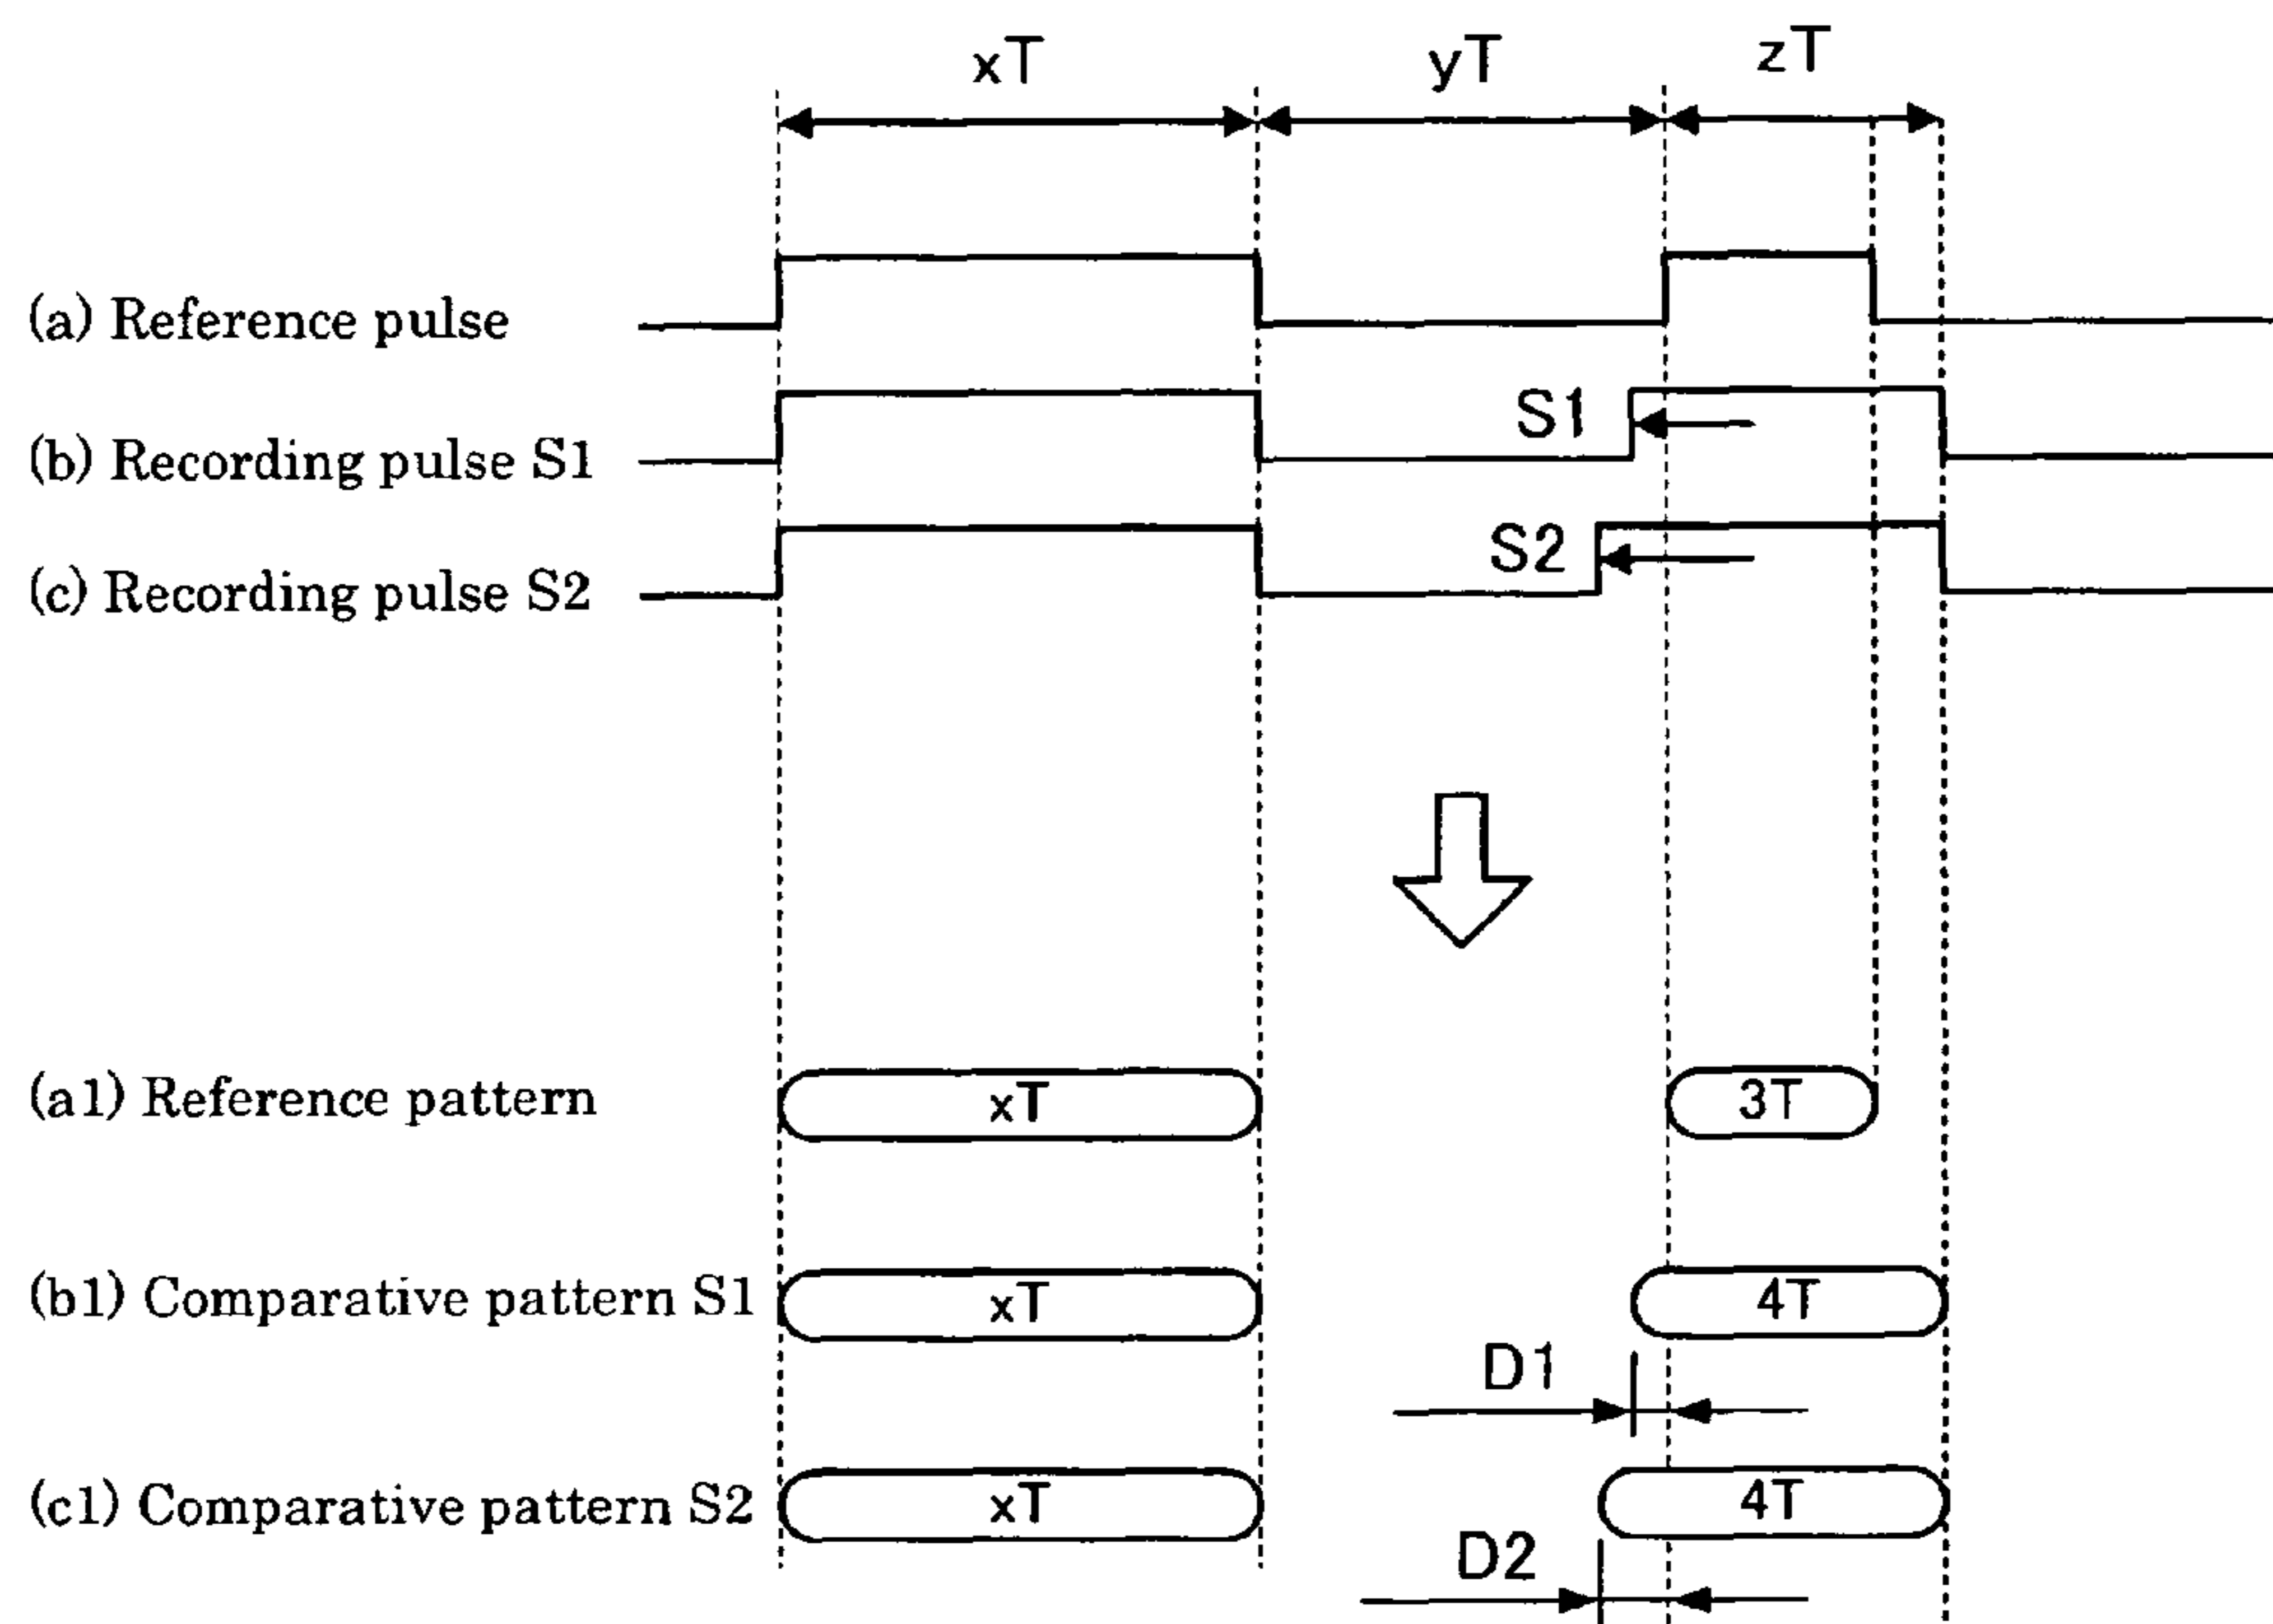 xT yT zT
(a) Reference pulse
(b) Recording pulse S1 S1
(c) Recording pulse S2 S2
(a1) Reference pattern xT 3T
(b1) Comparative pattern S1 xT 4T
D1
(c1) Comparative pattern S2 xT 4T
D2